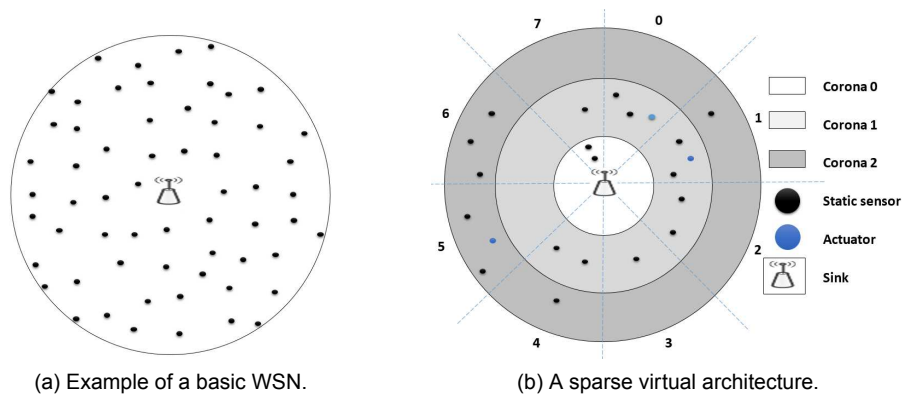 7
0
6
1
5
2
4
3
Corona 0
Corona 1
Corona 2
Static sensor
Actuator
Sink
(a) Example of a basic WSN.
(b) A sparse virtual architecture.